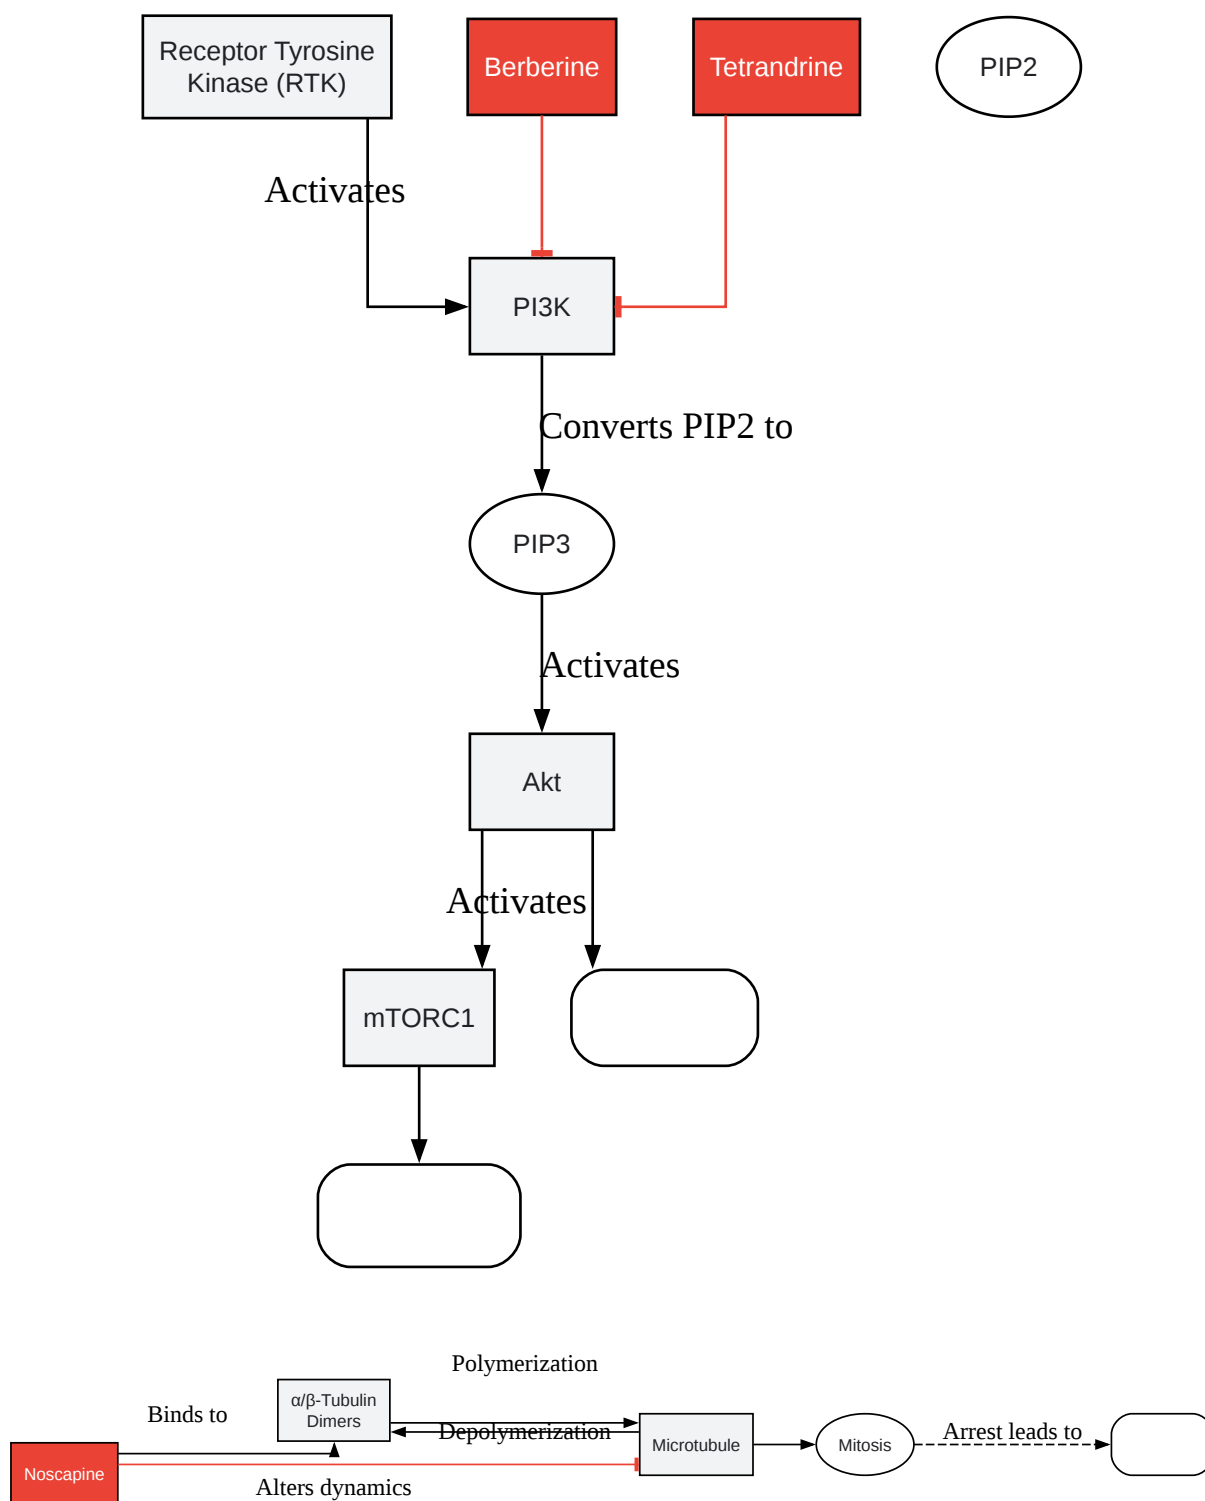 Receptor Tyrosine
Kinase (RTK)
Berberine
Tetrandrine
PIP2
Activates
PI3K
Converts PIP2 to
PIP3
Activates
Akt
Activates
mTORC1
Polymerization
α/β-Tubulin
Dimers
Binds to
Depolymerization
Microtubule
Mitosis
Arrest leads to
Noscapine
Alters dynamics